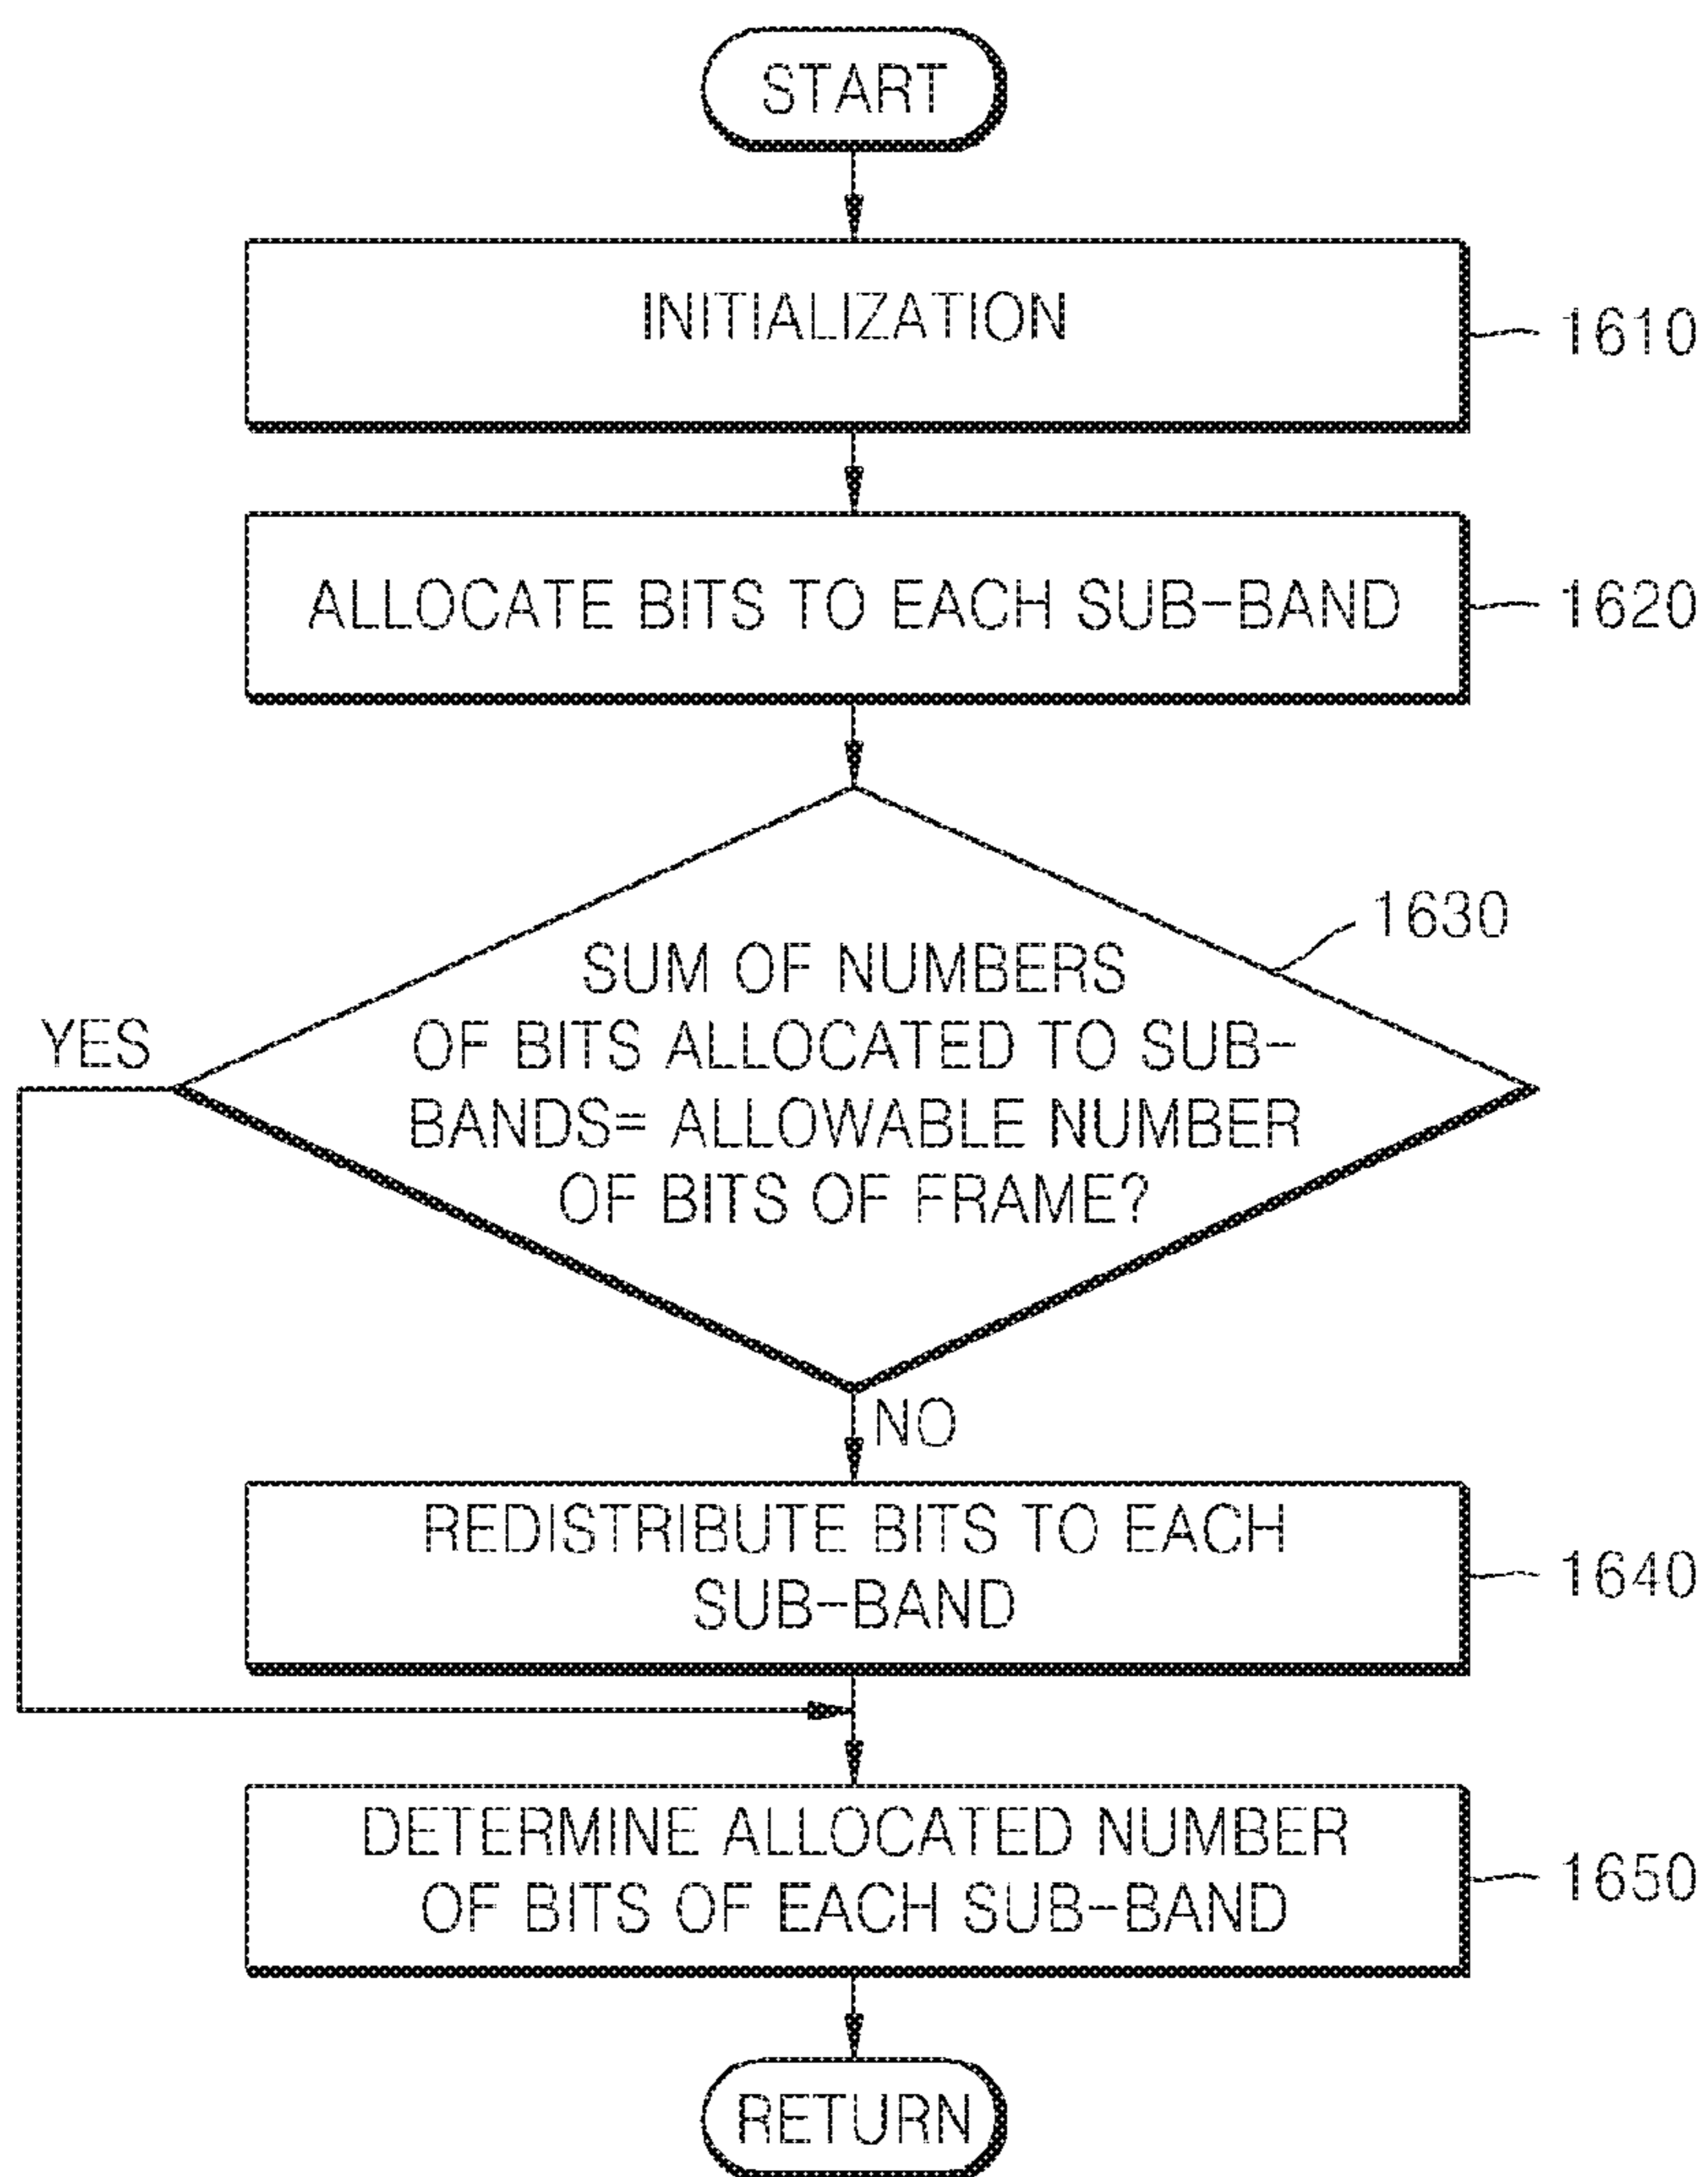 START
INITIALIZATION
1610
ALLOCATE BITS TO EACH SUB-BAND
1620
1630
SUM OF NUMBERS
OF BITS ALLOCATED TO SUB-
BANDS= ALLOWABLE NUMBER
OF BITS OF FRAME?
YES
NO
REDISTRIBUTE BITS TO EACH
SUB-BAND
1640
DETERMINE ALLOCATED NUMBER
OF BITS OF EACH SUB-BAND
1650
RETURN